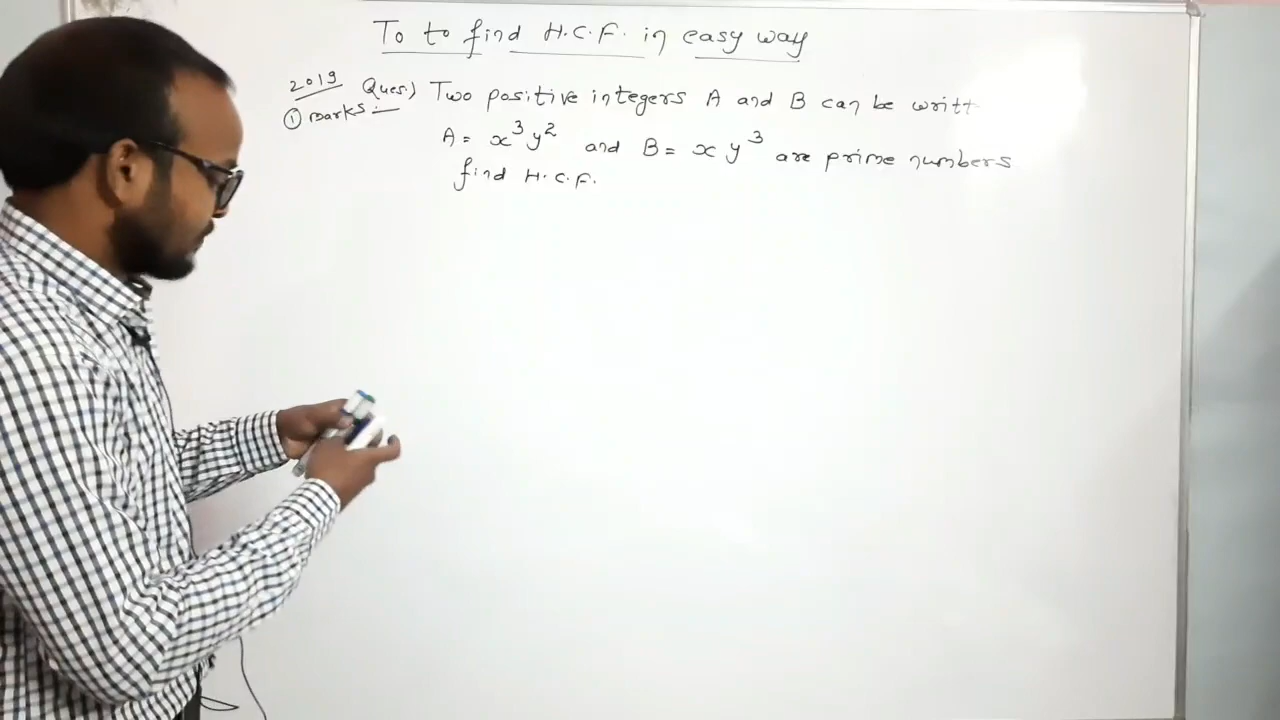 To to find H.C.F. in easy way
2019 Ques.) Two positive integers A and B can be writt
① Marks :- A = x³y² and B = x y³ are prime numbers
find H.C.F.